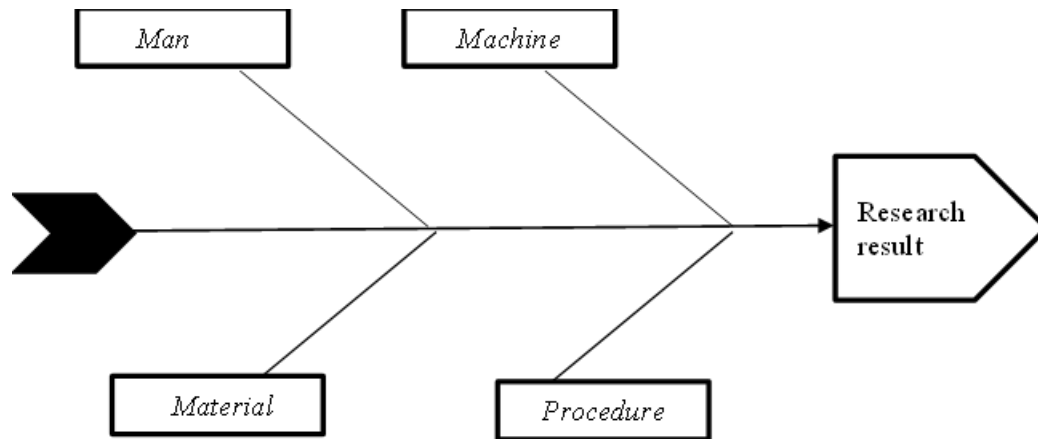 Man
Machine
Research
result
Material
Procedure